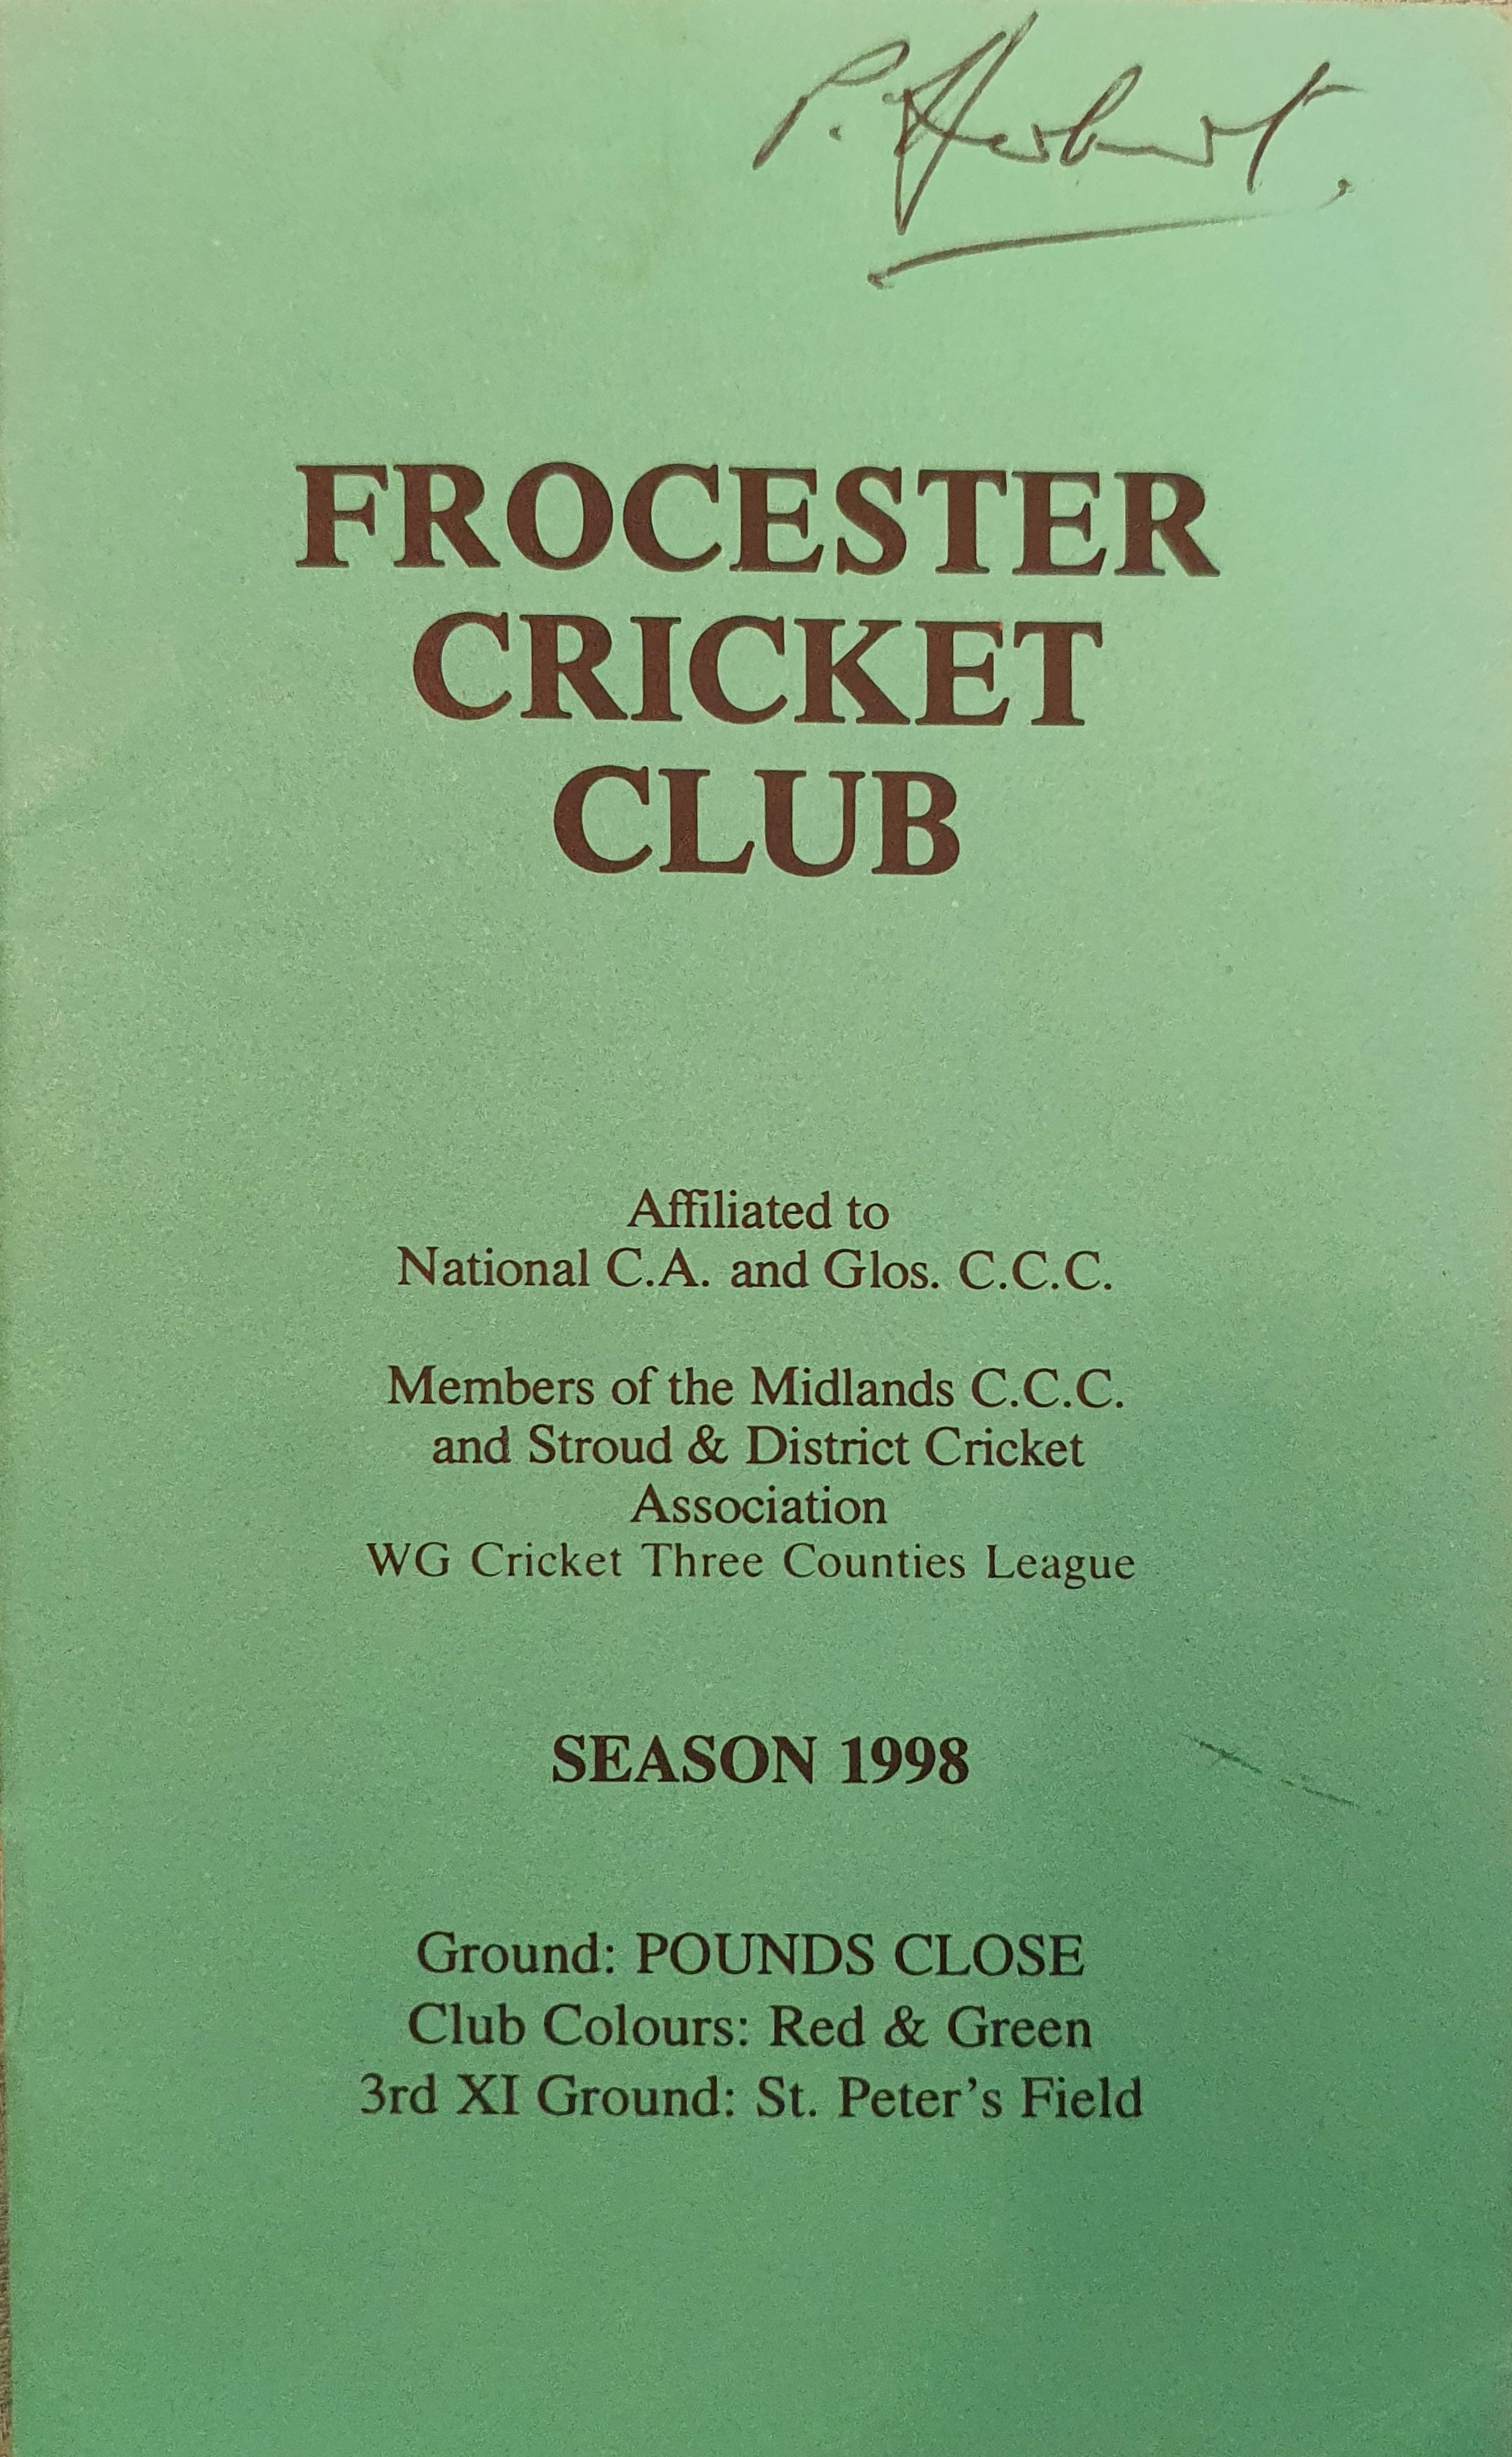 P. Herbert.
FROCESTER
CRICKET
CLUB
Affiliated to
National C.A. and Glos. C.C.C.
Members of the Midlands C.C.C.
and Stroud & District Cricket
Association
WG Cricket Three Counties League
SEASON 1998
Ground: POUNDS CLOSE
Club Colours: Red & Green
3rd XI Ground: St. Peter's Field